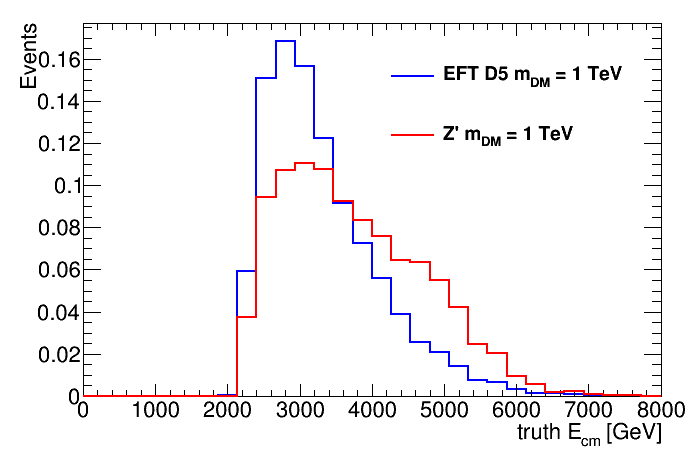 Events
0.16
0.14
0.12
0.1
0.08
0.06
0.04
0.02
0
EFT D5 m_DM = 1 TeV
Z' m_DM = 1 TeV
0 1000 2000 3000 4000 5000 6000 7000 8000
truth E_cm [GeV]